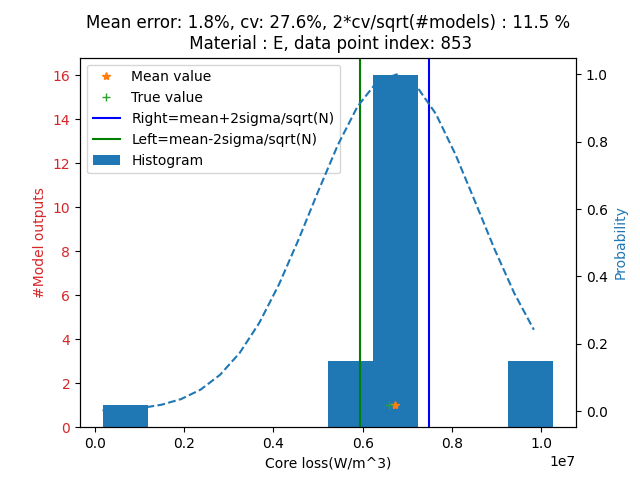 Mean error: 1.8%, cv: 27.6%, 2*cv/sqrt(#models) : 11.5 %
Material : E, data point index: 853
Mean value
True value
Right=mean+2sigma/sqrt(N)
Left=mean-2sigma/sqrt(N)
Histogram
#Model outputs
16
14
12
10
8
6
4
2
0
1.0
0.8
0.6
0.4
0.2
0.0
Probability
0.0 0.2 0.4 0.6 0.8 1.0
1e7
Core loss(W/m^3)